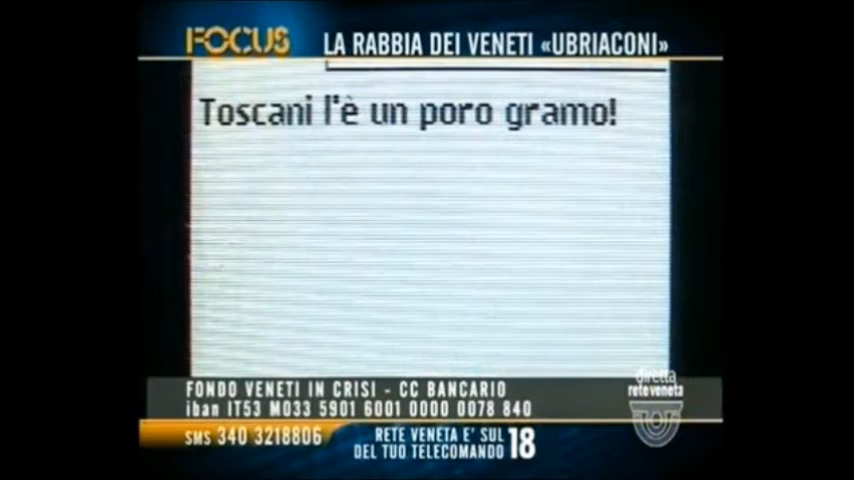 FOCUS
LA RABBIA DEI VENETI «UBRIACONI»
Toscani l'è un poro gramo!
FONDO VENETI IN CRISI - CC BANCARIO
iban IT53 M033 5901 6001 0000 0078 840
diretta
reteveneta
SMS 340 3218806
RETE VENETA E' SUL
DEL TUO TELECOMANDO 18